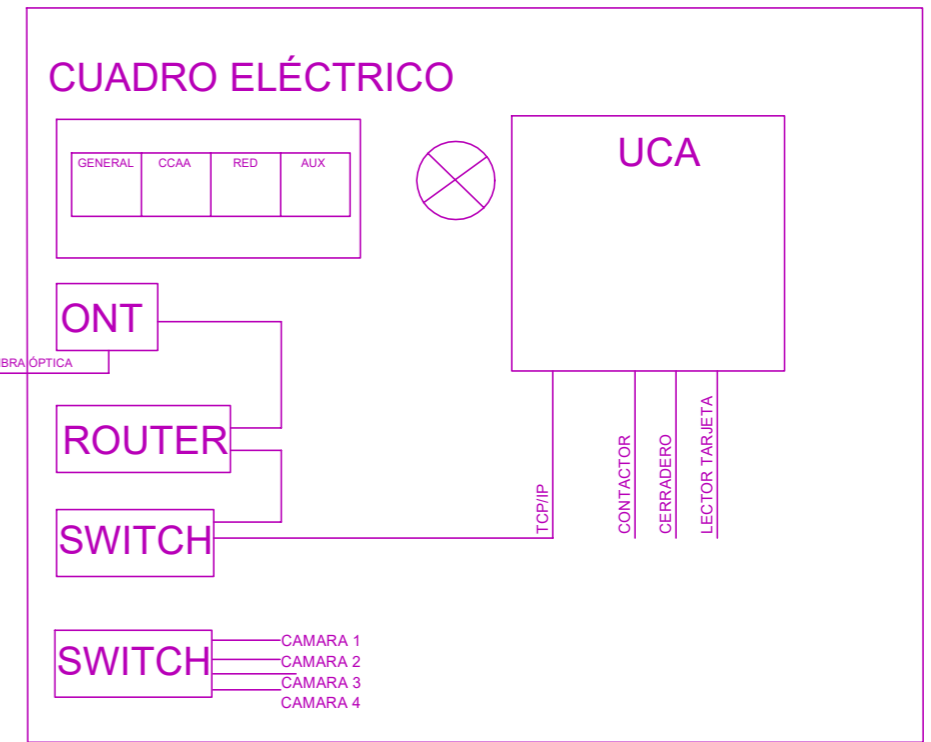 CUADRO ELÉCTRICO
GENERAL CCAA RED AUX
UCA
ONT
IBRA ÓPTICA
ROUTER
SWITCH
TCP/IP
CONTACTOR
CERRADERO
LECTOR TARJETA
SWITCH
CAMARA 1
CAMARA 2
CAMARA 3
CAMARA 4